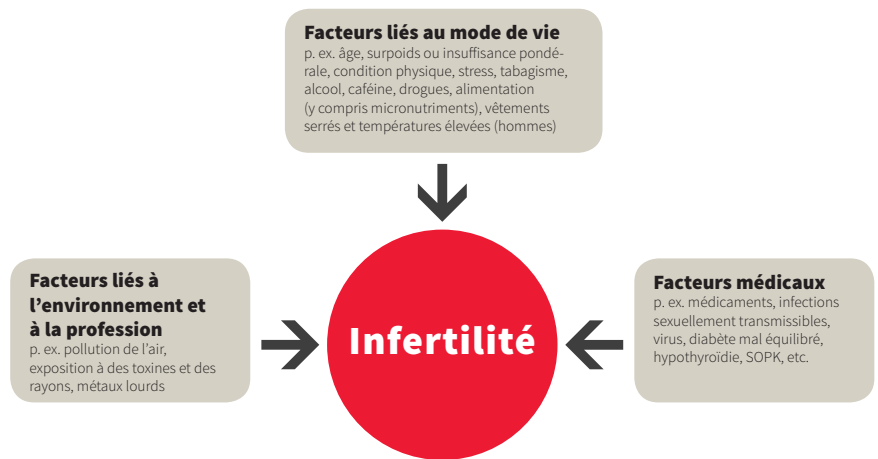 Facteurs liés au mode de vie
p. ex. âge, surpoids ou insuffisance pondé-
rale, condition physique, stress, tabagisme,
alcool, caféine, drogues, alimentation
(y compris micronutriments), vêtements
serrés et températures élevées (hommes)
Facteurs liés à
l’environnement et
à la profession
p. ex. pollution de l’air,
exposition à des toxines et des
rayons, métaux lourds
Infertilité
Facteurs médicaux
p. ex. médicaments, infections
sexuellement transmissibles,
virus, diabète mal équilibré,
hypothyroïdie, SOPK, etc.